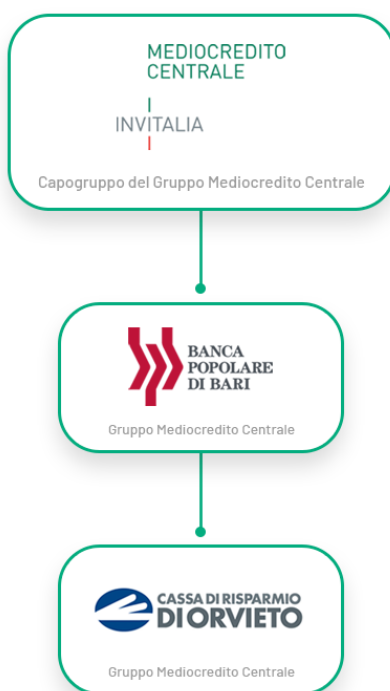 MEDIOCREDITO
CENTRALE
INVITALIA
Capogruppo del Gruppo Mediocredito Centrale
BANCA
POPOLARE
DI BARI
Gruppo Mediocredito Centrale
CASSA DI RISPARMIO
DI ORVIETO
Gruppo Mediocredito Centrale